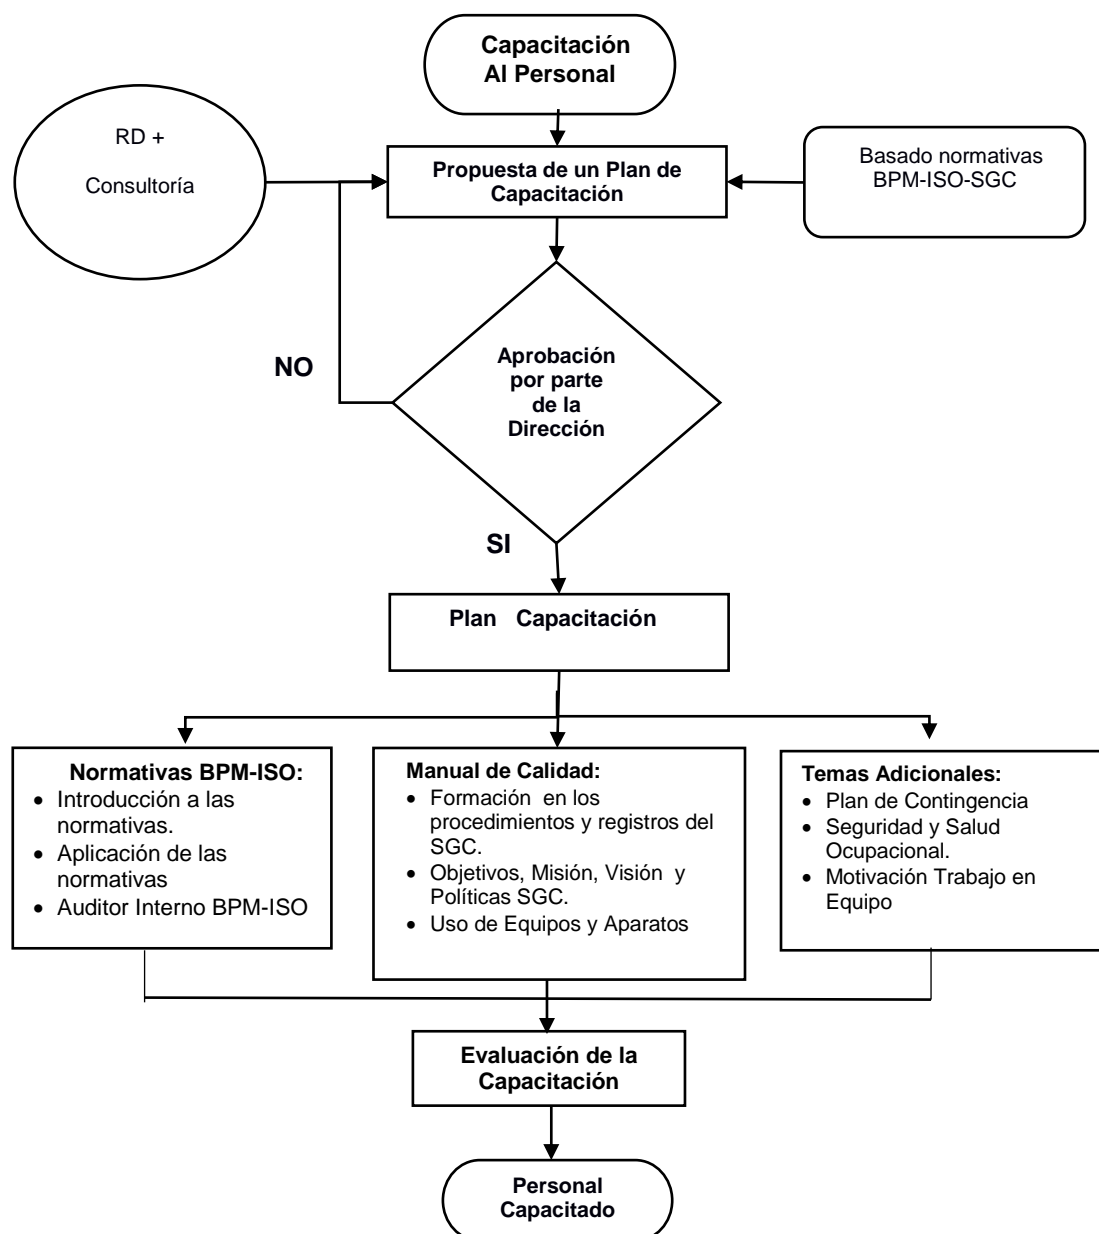 Capacitación
Al Personal
RD +
Consultoría
Propuesta de un Plan de
Capacitación
Basado normativas
BPM-ISO-SGC
Aprobación
por parte
de la
Dirección
NO
SI
Plan Capacitación
Normativas BPM-ISO:
• Introducción a las
normativas.
• Aplicación de las
normativas
• Auditor Interno BPM-ISO
Manual de Calidad:
• Formación en los
procedimientos y registros del
SGC.
• Objetivos, Misión, Visión y
Políticas SGC.
• Uso de Equipos y Aparatos
Temas Adicionales:
• Plan de Contingencia
• Seguridad y Salud
Ocupacional.
• Motivación Trabajo en
Equipo
Evaluación de la
Capacitación
Personal
Capacitado